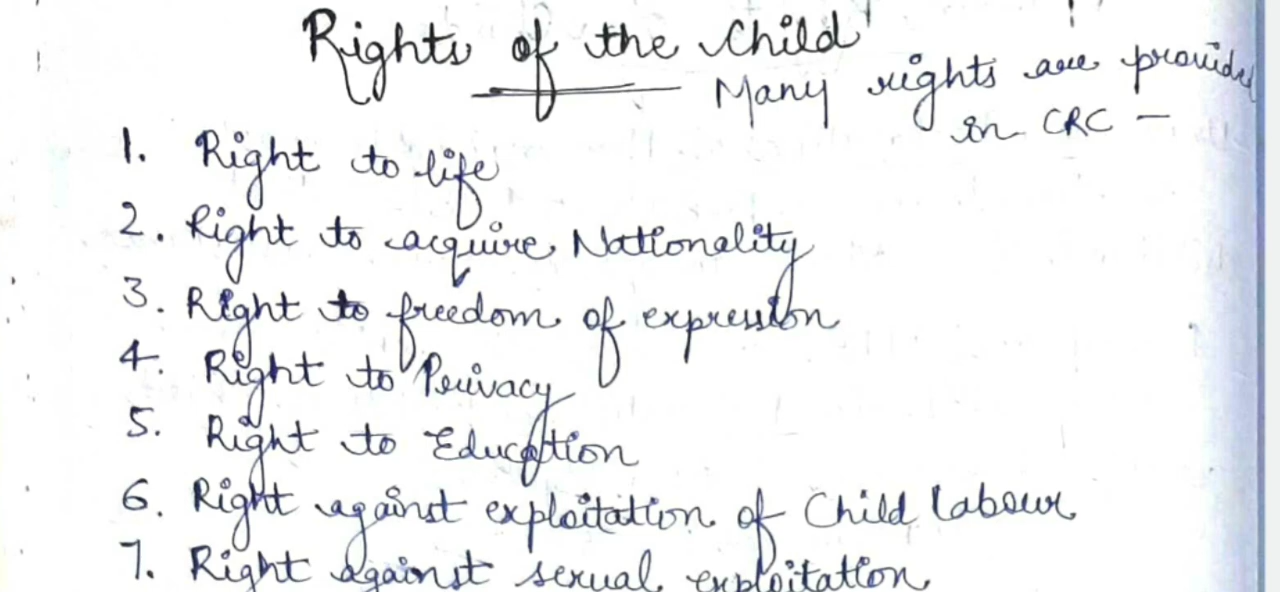 Rights of the Child
Many rights are provided
in CRC –
1. Right to life
2. Right to acquire Nationality
3. Right to freedom of expression
4. Right to Privacy
5. Right to Education
6. Right against exploitation of Child labour
7. Right against sexual exploitation